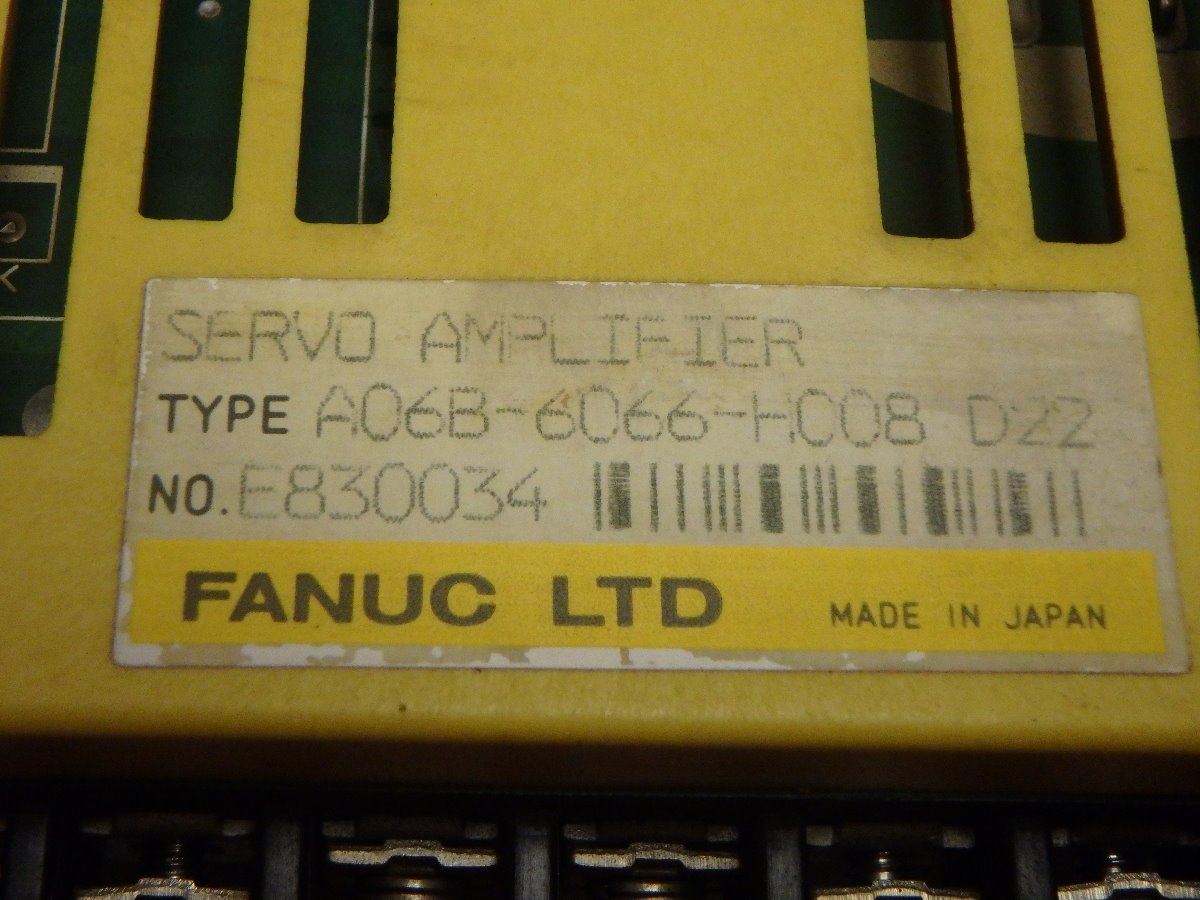 SERVO AMPLIFIER
TYPE A06B-6066-H008 D22
NO. E830034
FANUC LTD MADE IN JAPAN